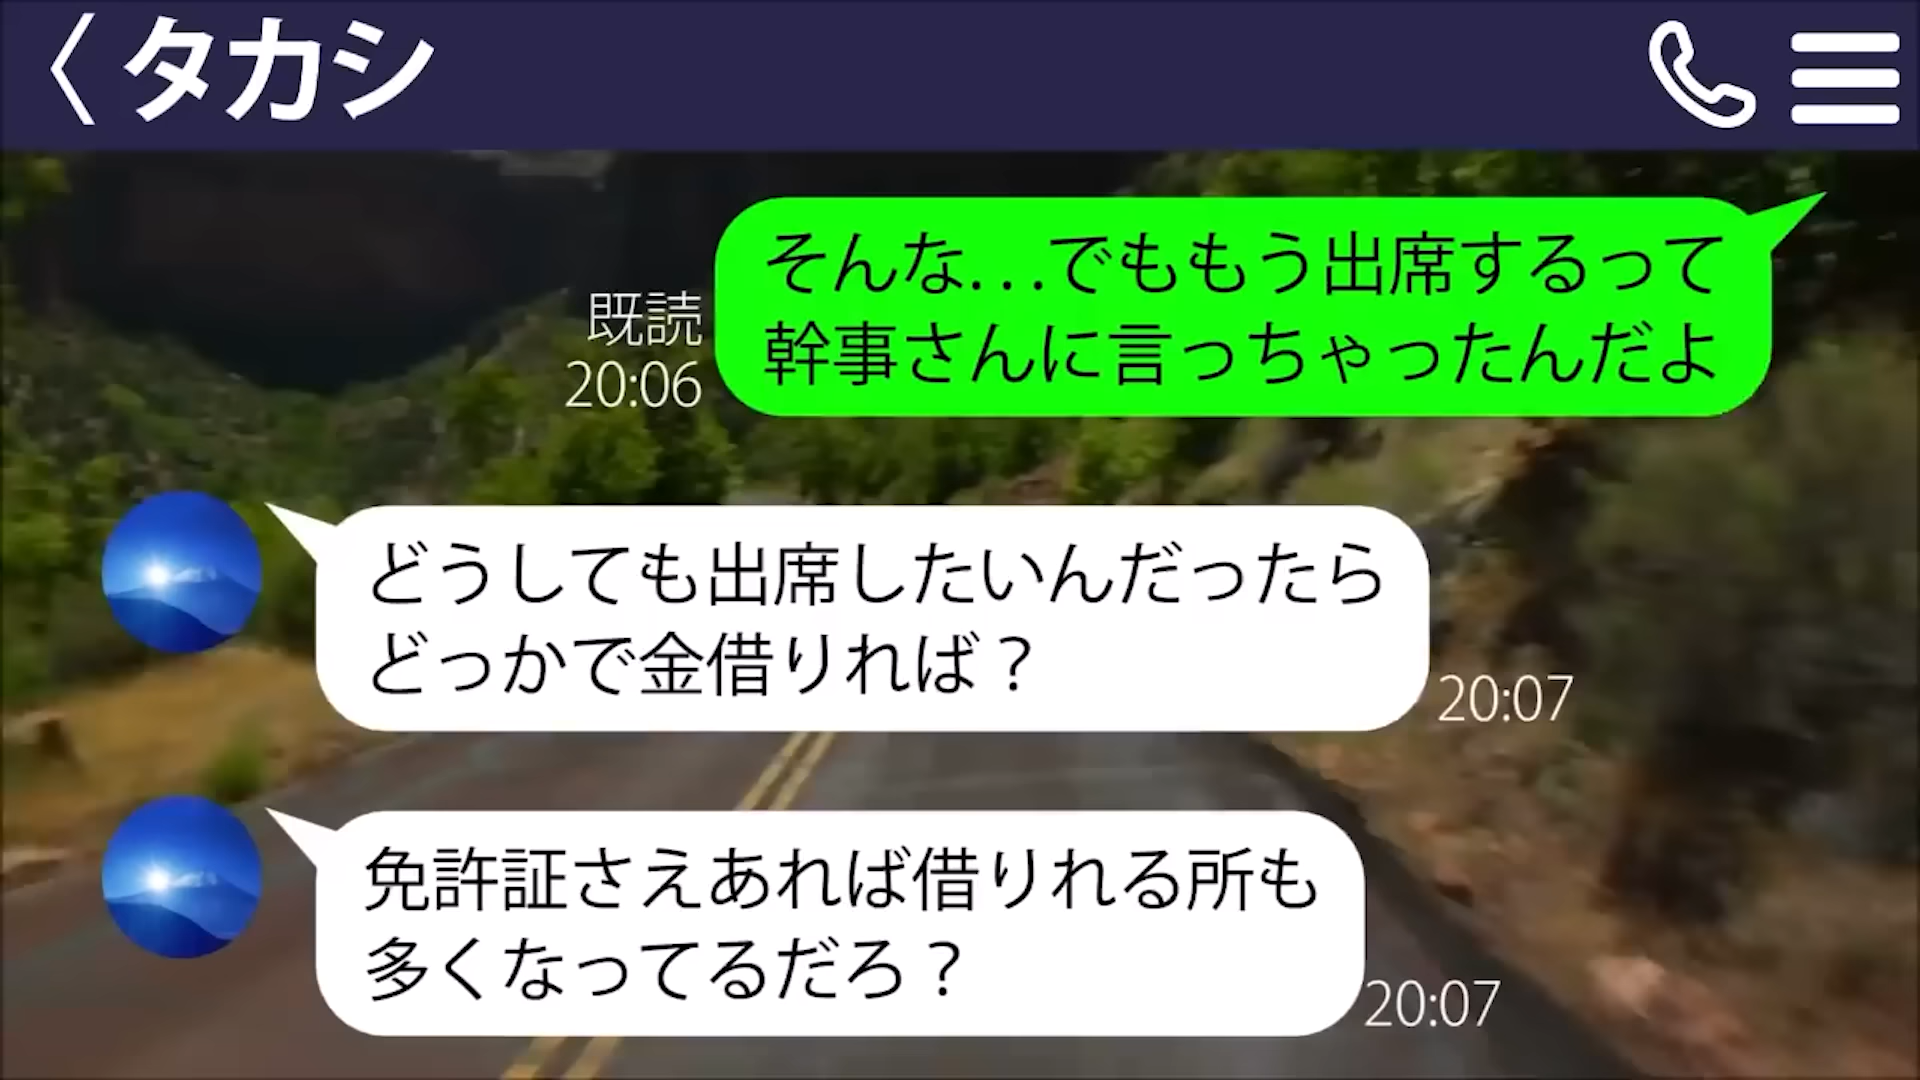 タカシ
そんな...でももう出席するって
幹事さんに言っちゃったんだよ
既読
20:06
どうしても出席したいんだったら
どっかで金借りれば？
20:07
免許証さえあれば借りれる所も
多くなってるだろ？
20:07